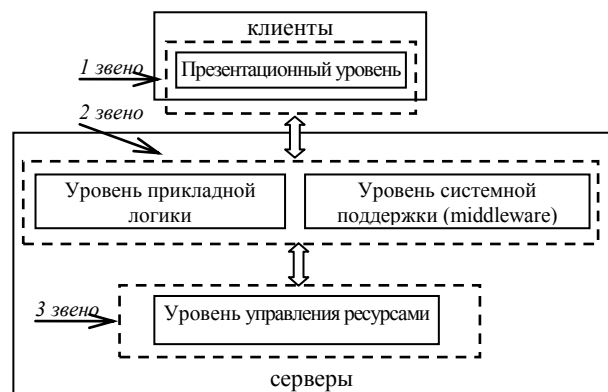 клиенты
1 звено
Презентационный уровень
2 звено
Уровень прикладной
логики
Уровень системной
поддержки (middleware)
3 звено
Уровень управления ресурсами
серверы